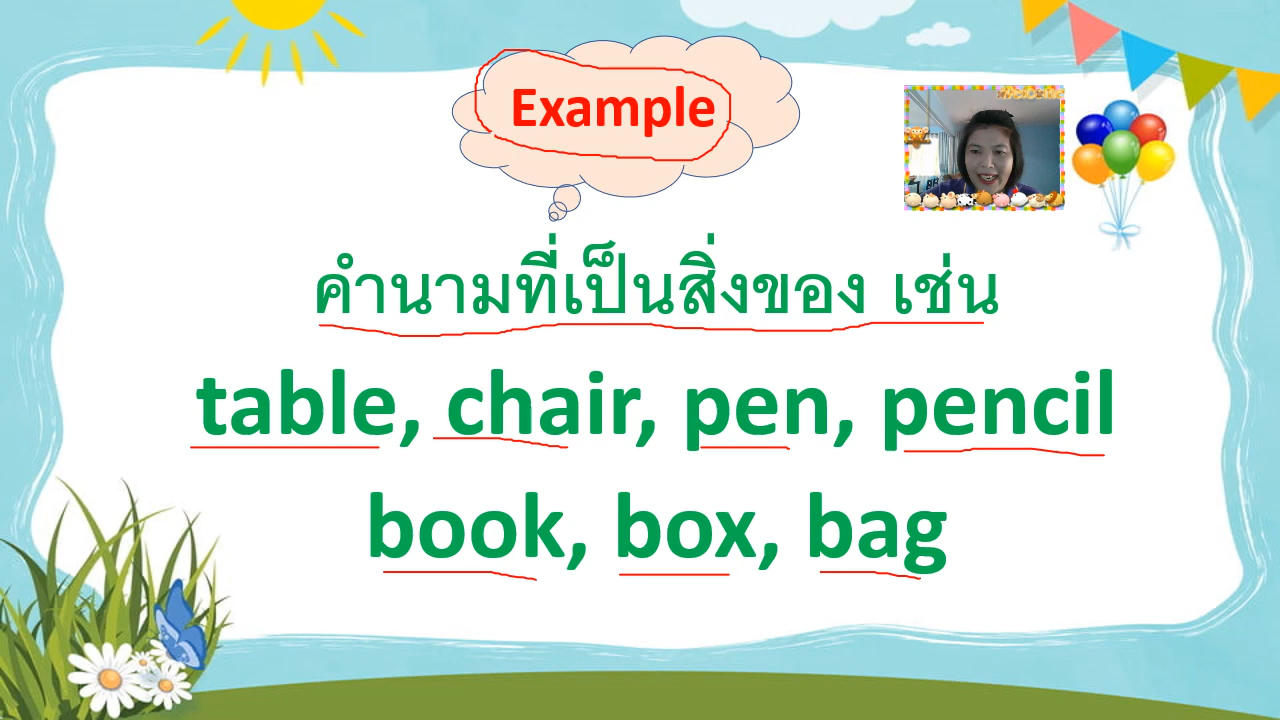 Example
คำนามที่เป็นสิ่งของ เช่น
table, chair, pen, pencil
book, box, bag